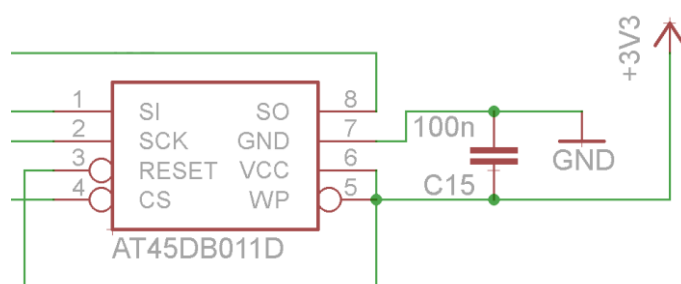 +3V3
1 SI SO 8
2 SCK GND 7
3 RESET VCC 6
4 CS WP 5
AT45DB011D
100n
C15
GND